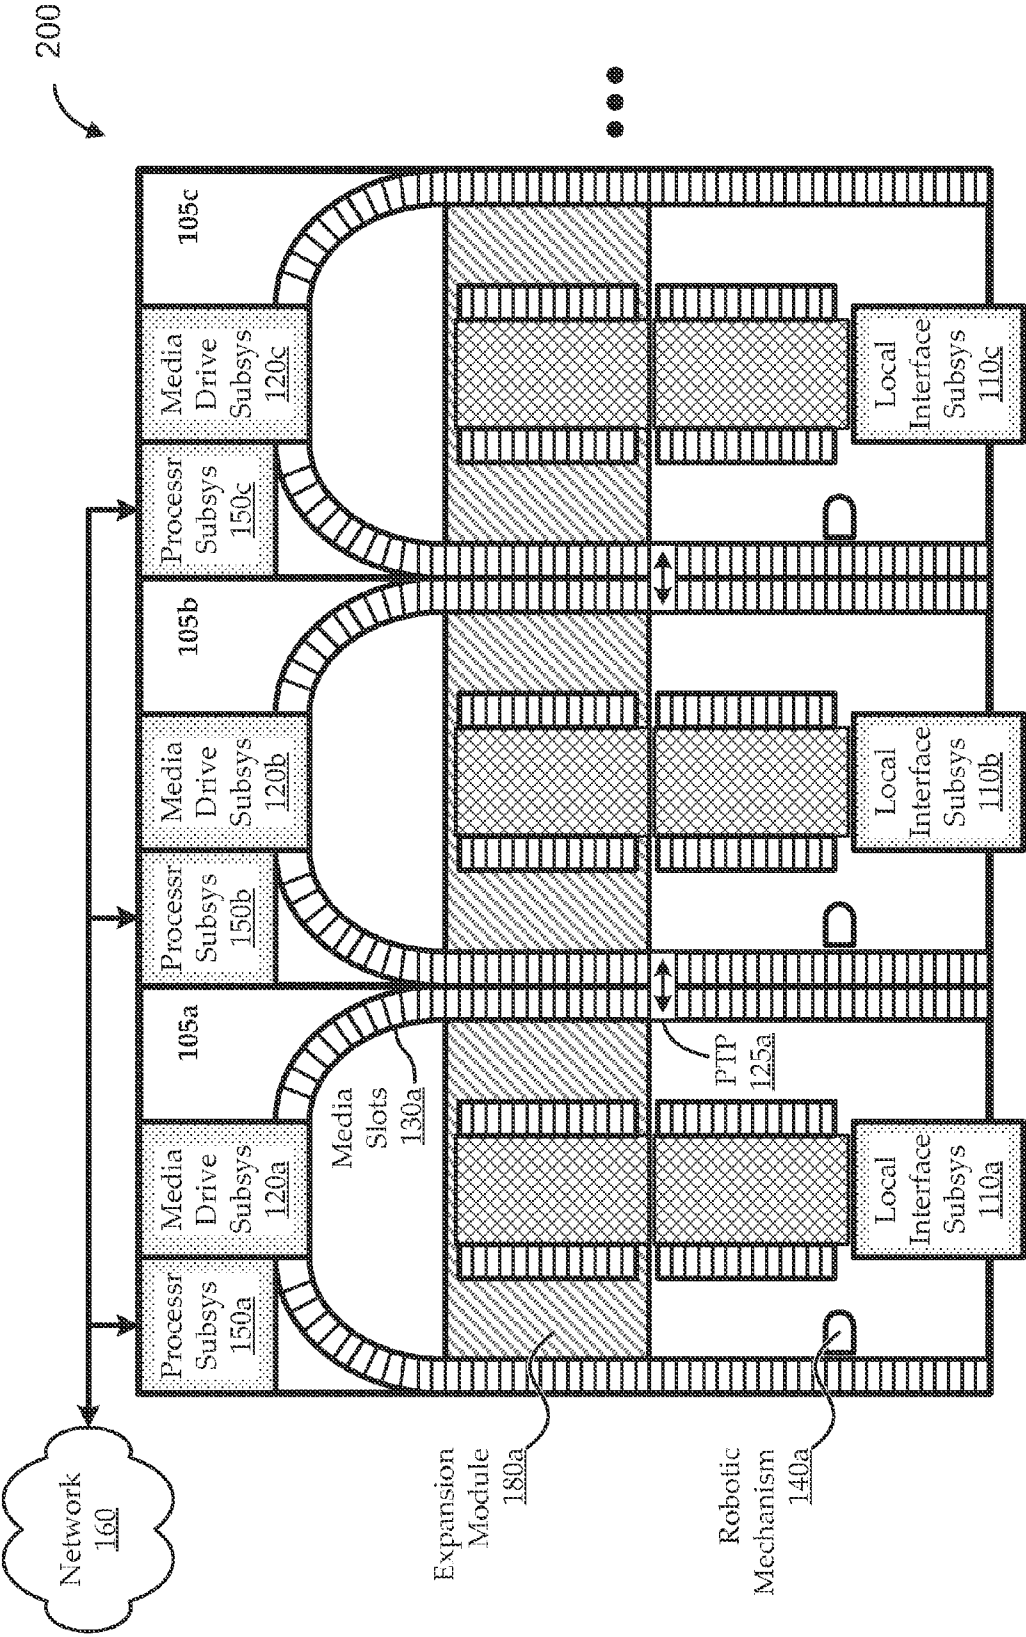 200
Network
160
Processr
Subsys
150a
Media
Drive
Subsys
120a
105a
Processr
Subsys
150b
Media
Drive
Subsys
120b
105b
Processr
Subsys
150c
Media
Drive
Subsys
120c
105c
Media
Slots
130a
Expansion
Module
180a
PTP
125a
Robotic
Mechanism
140a
Local
Interface
Subsys
110a
Local
Interface
Subsys
110b
Local
Interface
Subsys
110c